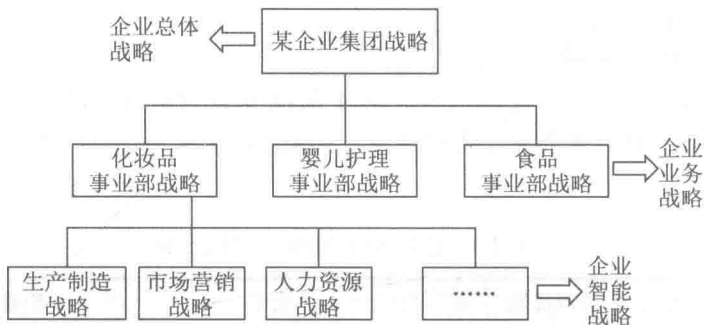 企业总体
战略
某企业集团战略
化妆品
事业部战略
婴儿护理
事业部战略
食品
事业部战略
企业
业务
战略
生产制造
战略
市场营销
战略
人力资源
战略
……
企业
智能
战略